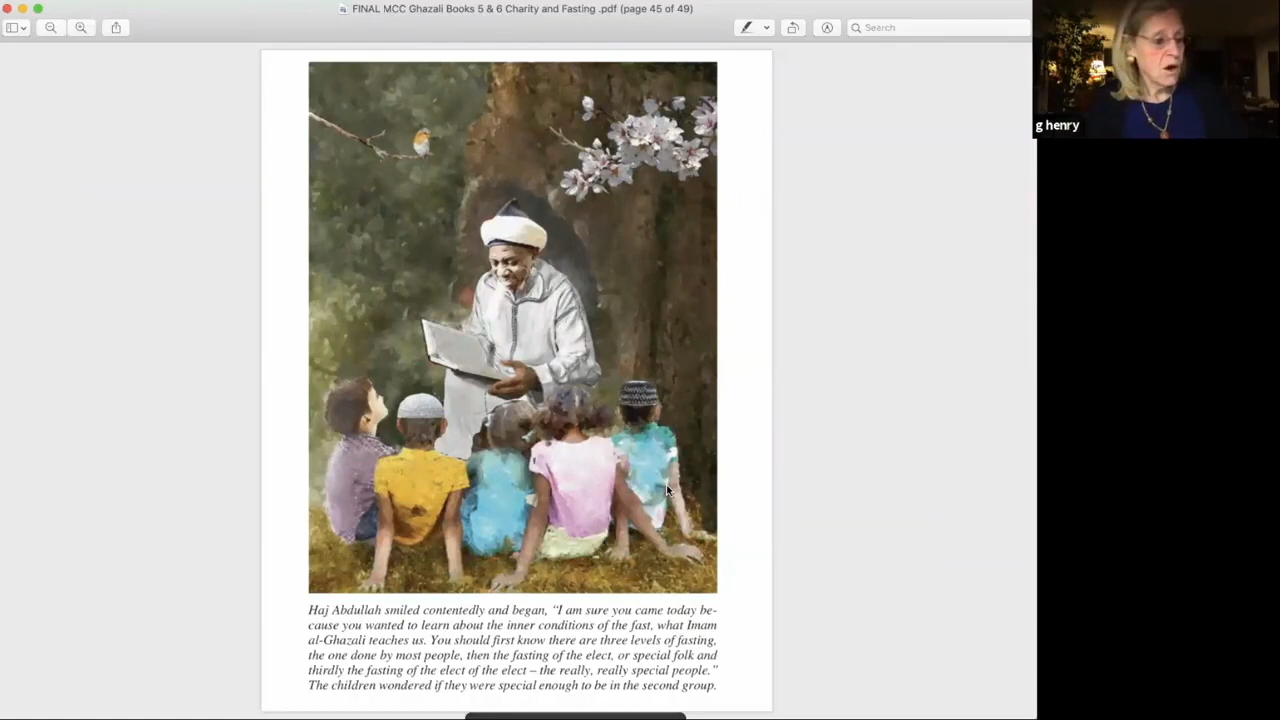 FINAL MCC Ghazali Books 5 & 6 Charity and Fasting .pdf (page 45 of 49)
Search
g henry
Haj Abdullah smiled contentedly and began, “I am sure you came today be-
cause you wanted to learn about the inner conditions of the fast, what Imam
al-Ghazali teaches us. You should first know there are three levels of fasting,
the one done by most people, then the fasting of the elect, or special folk and
thirdly the fasting of the elect of the elect – the really, really special people.”
The children wondered if they were special enough to be in the second group.